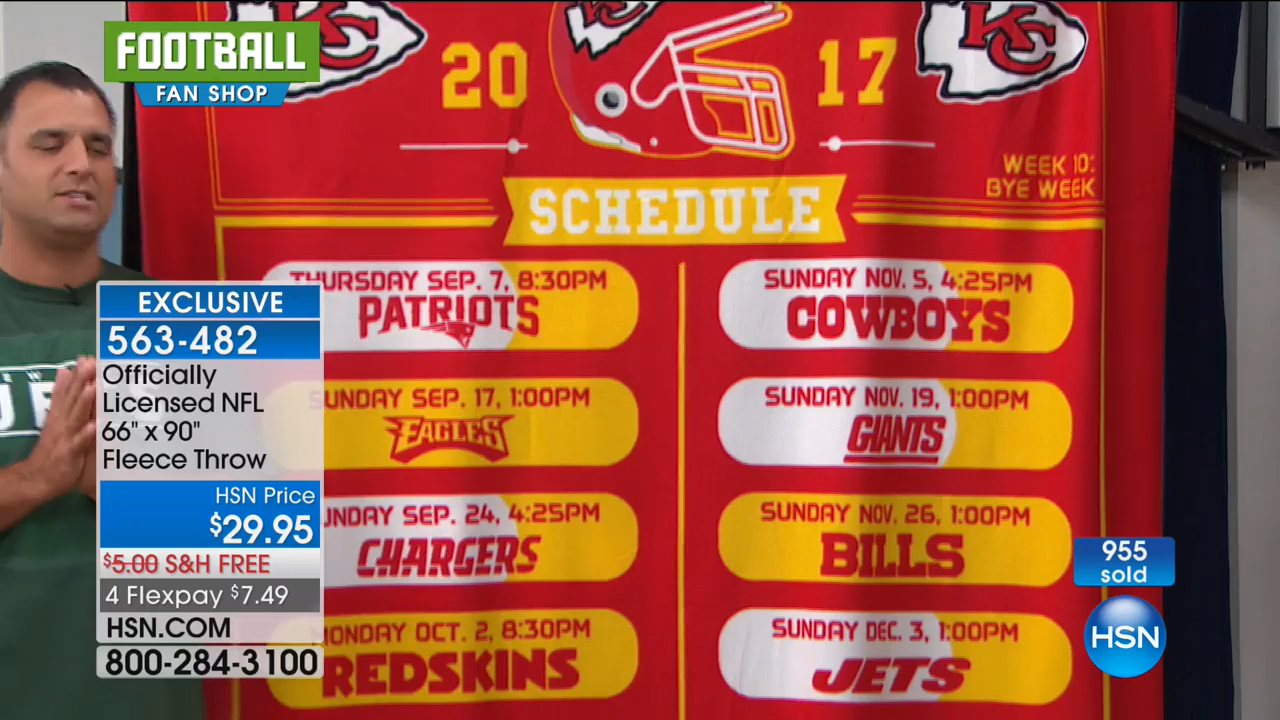 FOOTBALL
FAN SHOP
KC
20
KC
17
KC
WEEK 10:
BYE WEEK
SCHEDULE
THURSDAY SEP. 7, 8:30PM
PATRIOTS
SUNDAY SEP. 17, 1:00PM
EAGLES
UNDAY SEP. 24, 4:25PM
CHARGERS
MONDAY OCT. 2, 8:30PM
REDSKINS
SUNDAY NOV. 5, 4:25PM
COWBOYS
SUNDAY NOV. 19, 1:00PM
GIANTS
SUNDAY NOV. 26, 1:00PM
BILLS
SUNDAY DEC. 3, 1:00PM
JETS
EXCLUSIVE
563-482
Officially
Licensed NFL
66" x 90"
Fleece Throw
HSN Price
$29.95
$5.00 S&H FREE
4 Flexpay $7.49
HSN.COM
800-284-3100
955
sold
HSN